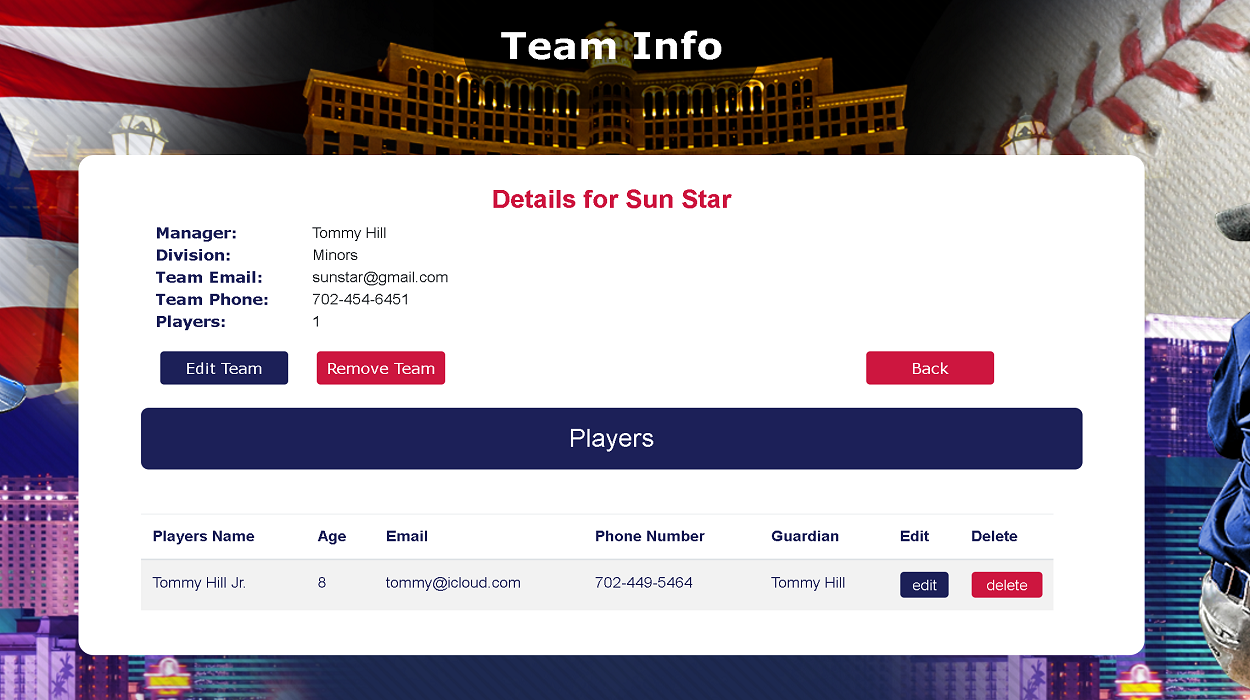 Team Info
Details for Sun Star
Manager: Tommy Hill
Division: Minors
Team Email: sunstar@gmail.com
Team Phone: 702-454-6451
Players: 1
Edit Team Remove Team Back
Players
Players Name Age Email Phone Number Guardian Edit Delete
Tommy Hill Jr. 8 tommy@icloud.com 702-449-5464 Tommy Hill edit delete